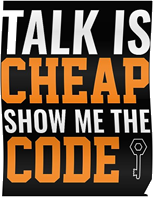 TALK IS
CHEAP
SHOW ME THE
CODE